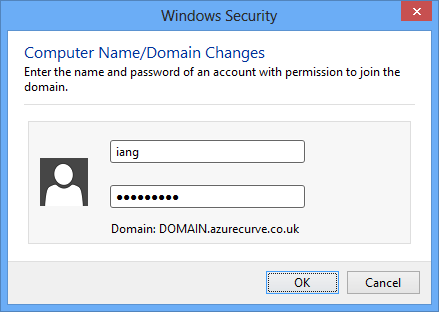 Windows Security
Computer Name/Domain Changes
Enter the name and password of an account with permission to join the
domain.
iang
●●●●●●●●●
Domain: DOMAIN.azurecurve.co.uk
OK
Cancel